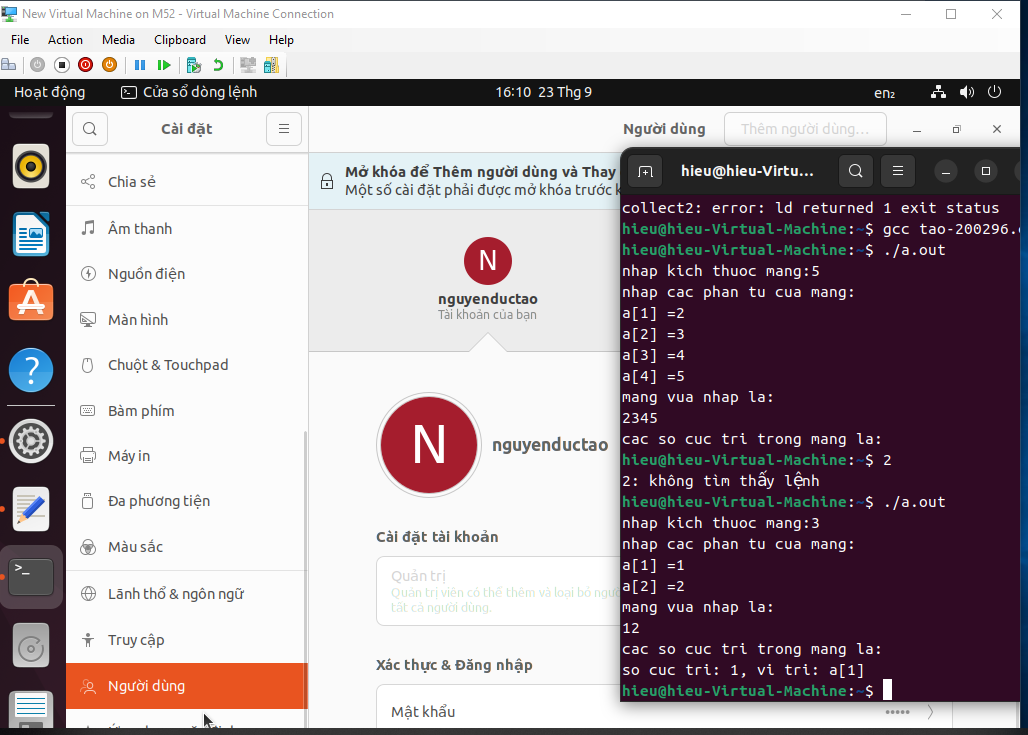 New Virtual Machine on M52 - Virtual Machine Connection
File Action Media Clipboard View Help
Hoạt động Cửa sổ dòng lệnh 16:10 23 Thg 9 en₂
Cài đặt
Người dùng
Thêm người dùng...
Chia sẻ
Âm thanh
Nguồn điện
Màn hình
Chuột & Touchpad
Bàm phím
Máy in
Đa phương tiện
Màu sắc
Lãnh thổ & ngôn ngữ
Truy cập
Người dùng
Mở khóa để Thêm người dùng và Thay
Một số cài đặt phải được mở khóa trước
N
nguyenductao
Tài khoản của bạn
N
nguyenductao
Cài đặt tài khoản
Quản trị
Quản trị viên có thể thêm và loại bỏ
tất cả người dùng.
Xác thực & Đăng nhập
Mật khẩu •••••
hieu@hieu-Virtu...
collect2: error: ld returned 1 exit status
hieu@hieu-Virtual-Machine:~$ gcc tao-200296.
hieu@hieu-Virtual-Machine:~$ ./a.out
nhap kich thuoc mang:5
nhap cac phan tu cua mang:
a[1] =2
a[2] =3
a[3] =4
a[4] =5
mang vua nhap la:
2345
cac so cuc tri trong mang la:
hieu@hieu-Virtual-Machine:~$ 2
2: không tìm thấy lệnh
hieu@hieu-Virtual-Machine:~$ ./a.out
nhap kich thuoc mang:3
nhap cac phan tu cua mang:
a[1] =1
a[2] =2
mang vua nhap la:
12
cac so cuc tri trong mang la:
so cuc tri: 1, vi tri: a[1]
hieu@hieu-Virtual-Machine:~$